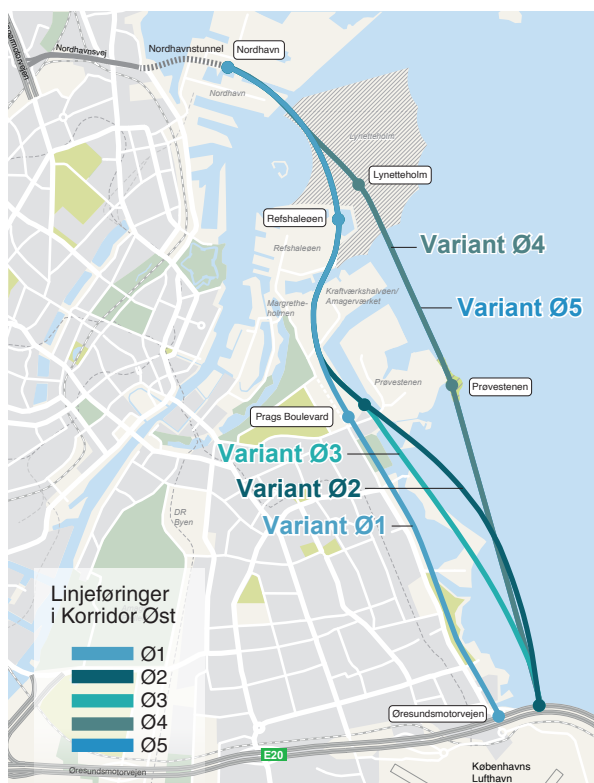 Nordhavnsvej
Nordhavnstunnel
Nordhavn
Nordhavn
Lynetteholm
Lynetteholm
Refshaleøen
Refshaleøen
Variant Ø4
Kraftværkshalvøen/
Amagerværket
Margrethe-
holmen
Variant Ø5
Prøvestenen
Prøvestenen
Prags Boulevard
Variant Ø3
Variant Ø2
Variant Ø1
DR
Byen
Linjeføringer
i Korridor Øst
Ø1
Ø2
Ø3
Ø4
Ø5
Øresundsmotorvejen
E20
Øresundsmotorvejen
Københavns
Lufthavn